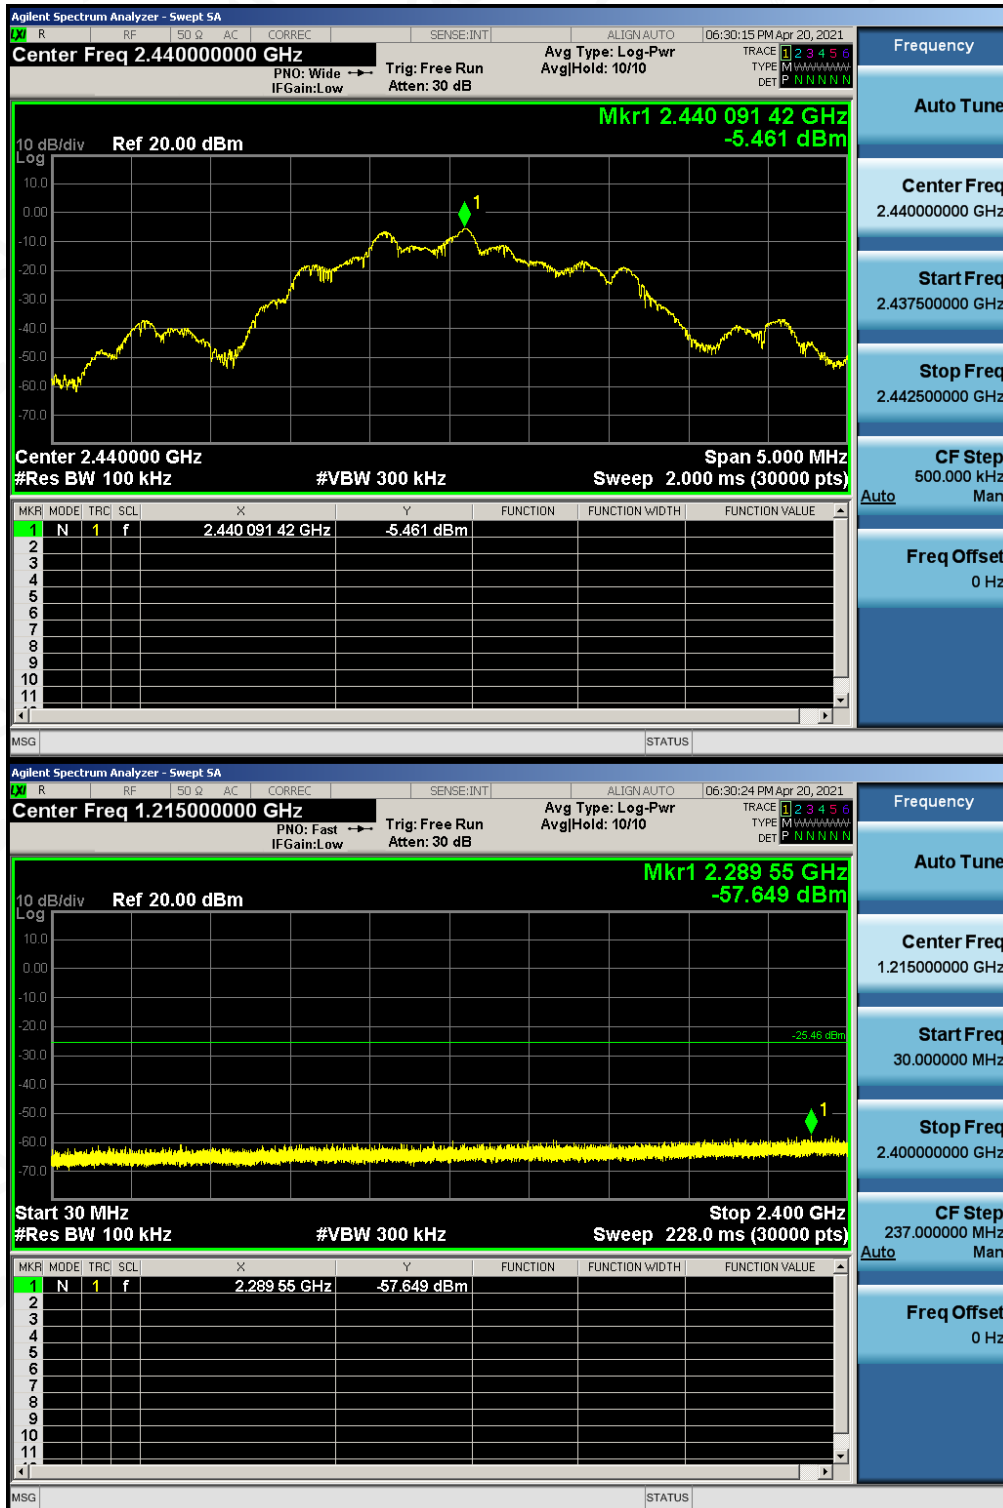 Agilent Spectrum Analyzer - Swept SA
LXI R RF 50 Ω AC CORREC SENSE:INT ALIGN AUTO 06:30:15 PM Apr 20, 2021
Center Freq 2.440000000 GHz
PNO: Wide
IFGain:Low
Trig: Free Run
Atten: 30 dB
Avg Type: Log-Pwr
Avg|Hold: 10/10
TRACE 1 2 3 4 5 6
TYPE M WWWWW
DET P N N N N N
Mkr1 2.440 091 42 GHz
-5.461 dBm
10 dB/div
Log
Ref 20.00 dBm
10.0
0.00
-10.0
-20.0
-30.0
-40.0
-50.0
-60.0
-70.0
1
Center 2.440000 GHz
Span 5.000 MHz
#Res BW 100 kHz
#VBW 300 kHz
Sweep 2.000 ms (30000 pts)
MKR MODE TRC SCL X Y FUNCTION FUNCTION WIDTH FUNCTION VALUE
1 N 1 f 2.440 091 42 GHz -5.461 dBm
2
3
4
5
6
7
8
9
10
11
MSG
STATUS
Frequency
Auto Tune
Center Freq
2.440000000 GHz
Start Freq
2.437500000 GHz
Stop Freq
2.442500000 GHz
CF Step
500.000 kHz
Auto Man
Freq Offset
0 Hz
Agilent Spectrum Analyzer - Swept SA
LXI R RF 50 Ω AC CORREC SENSE:INT ALIGN AUTO 06:30:24 PM Apr 20, 2021
Center Freq 1.215000000 GHz
PNO: Fast
IFGain:Low
Trig: Free Run
Atten: 30 dB
Avg Type: Log-Pwr
Avg|Hold: 10/10
TRACE 1 2 3 4 5 6
TYPE M WWWWW
DET P N N N N N
Mkr1 2.289 55 GHz
-57.649 dBm
10 dB/div
Log
Ref 20.00 dBm
10.0
0.00
-10.0
-20.0
-30.0
-40.0
-50.0
-60.0
-70.0
-25.46 dBm
1
Start 30 MHz
Stop 2.400 GHz
#Res BW 100 kHz
#VBW 300 kHz
Sweep 228.0 ms (30000 pts)
MKR MODE TRC SCL X Y FUNCTION FUNCTION WIDTH FUNCTION VALUE
1 N 1 f 2.289 55 GHz -57.649 dBm
2
3
4
5
6
7
8
9
10
11
MSG
STATUS
Frequency
Auto Tune
Center Freq
1.215000000 GHz
Start Freq
30.000000 MHz
Stop Freq
2.400000000 GHz
CF Step
237.000000 MHz
Auto Man
Freq Offset
0 Hz